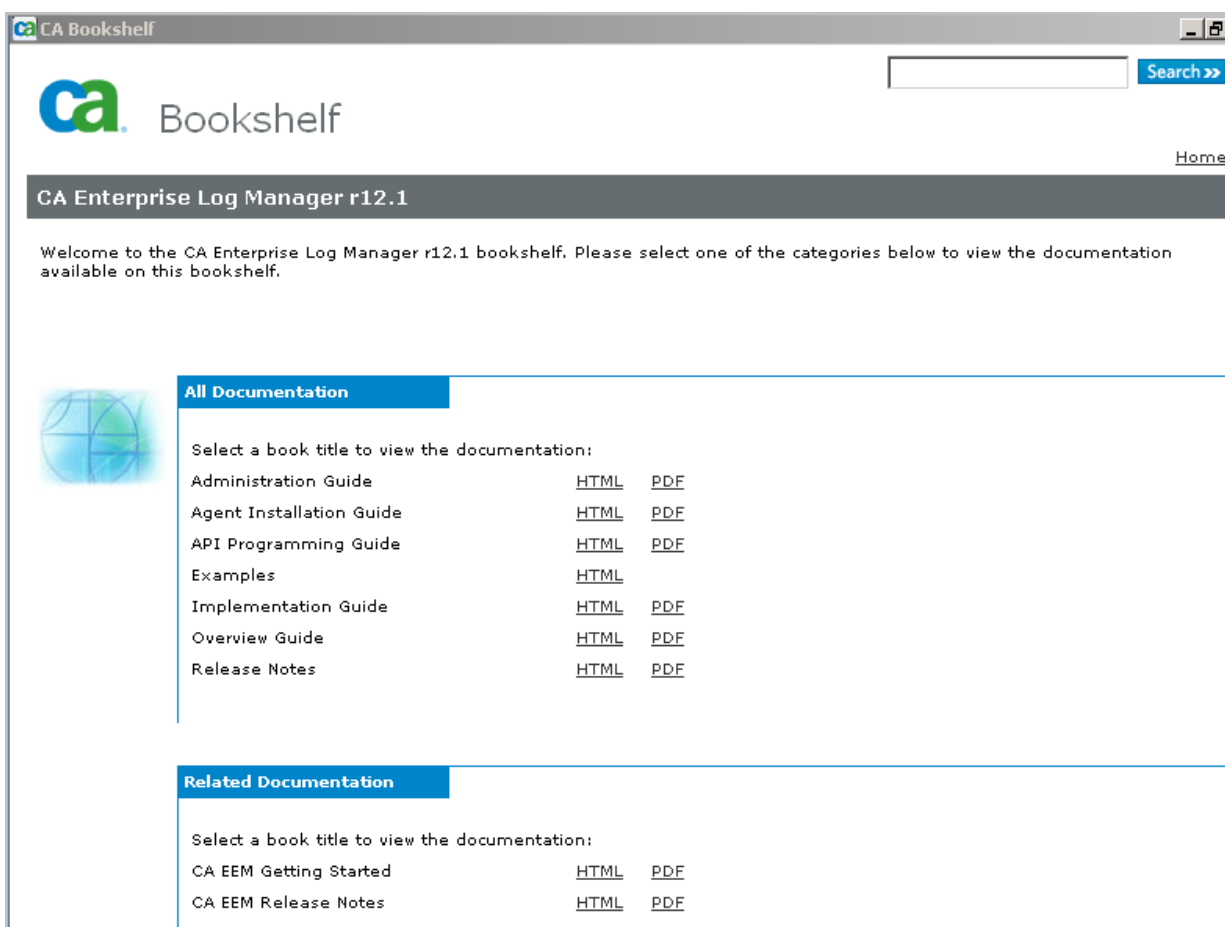 CA Bookshelf
Search >>
ca. Bookshelf
Home
CA Enterprise Log Manager r12.1
Welcome to the CA Enterprise Log Manager r12.1 bookshelf. Please select one of the categories below to view the documentation
available on this bookshelf.
All Documentation
Select a book title to view the documentation:
Administration Guide HTML PDF
Agent Installation Guide HTML PDF
API Programming Guide HTML PDF
Examples HTML
Implementation Guide HTML PDF
Overview Guide HTML PDF
Release Notes HTML PDF
Related Documentation
Select a book title to view the documentation:
CA EEM Getting Started HTML PDF
CA EEM Release Notes HTML PDF